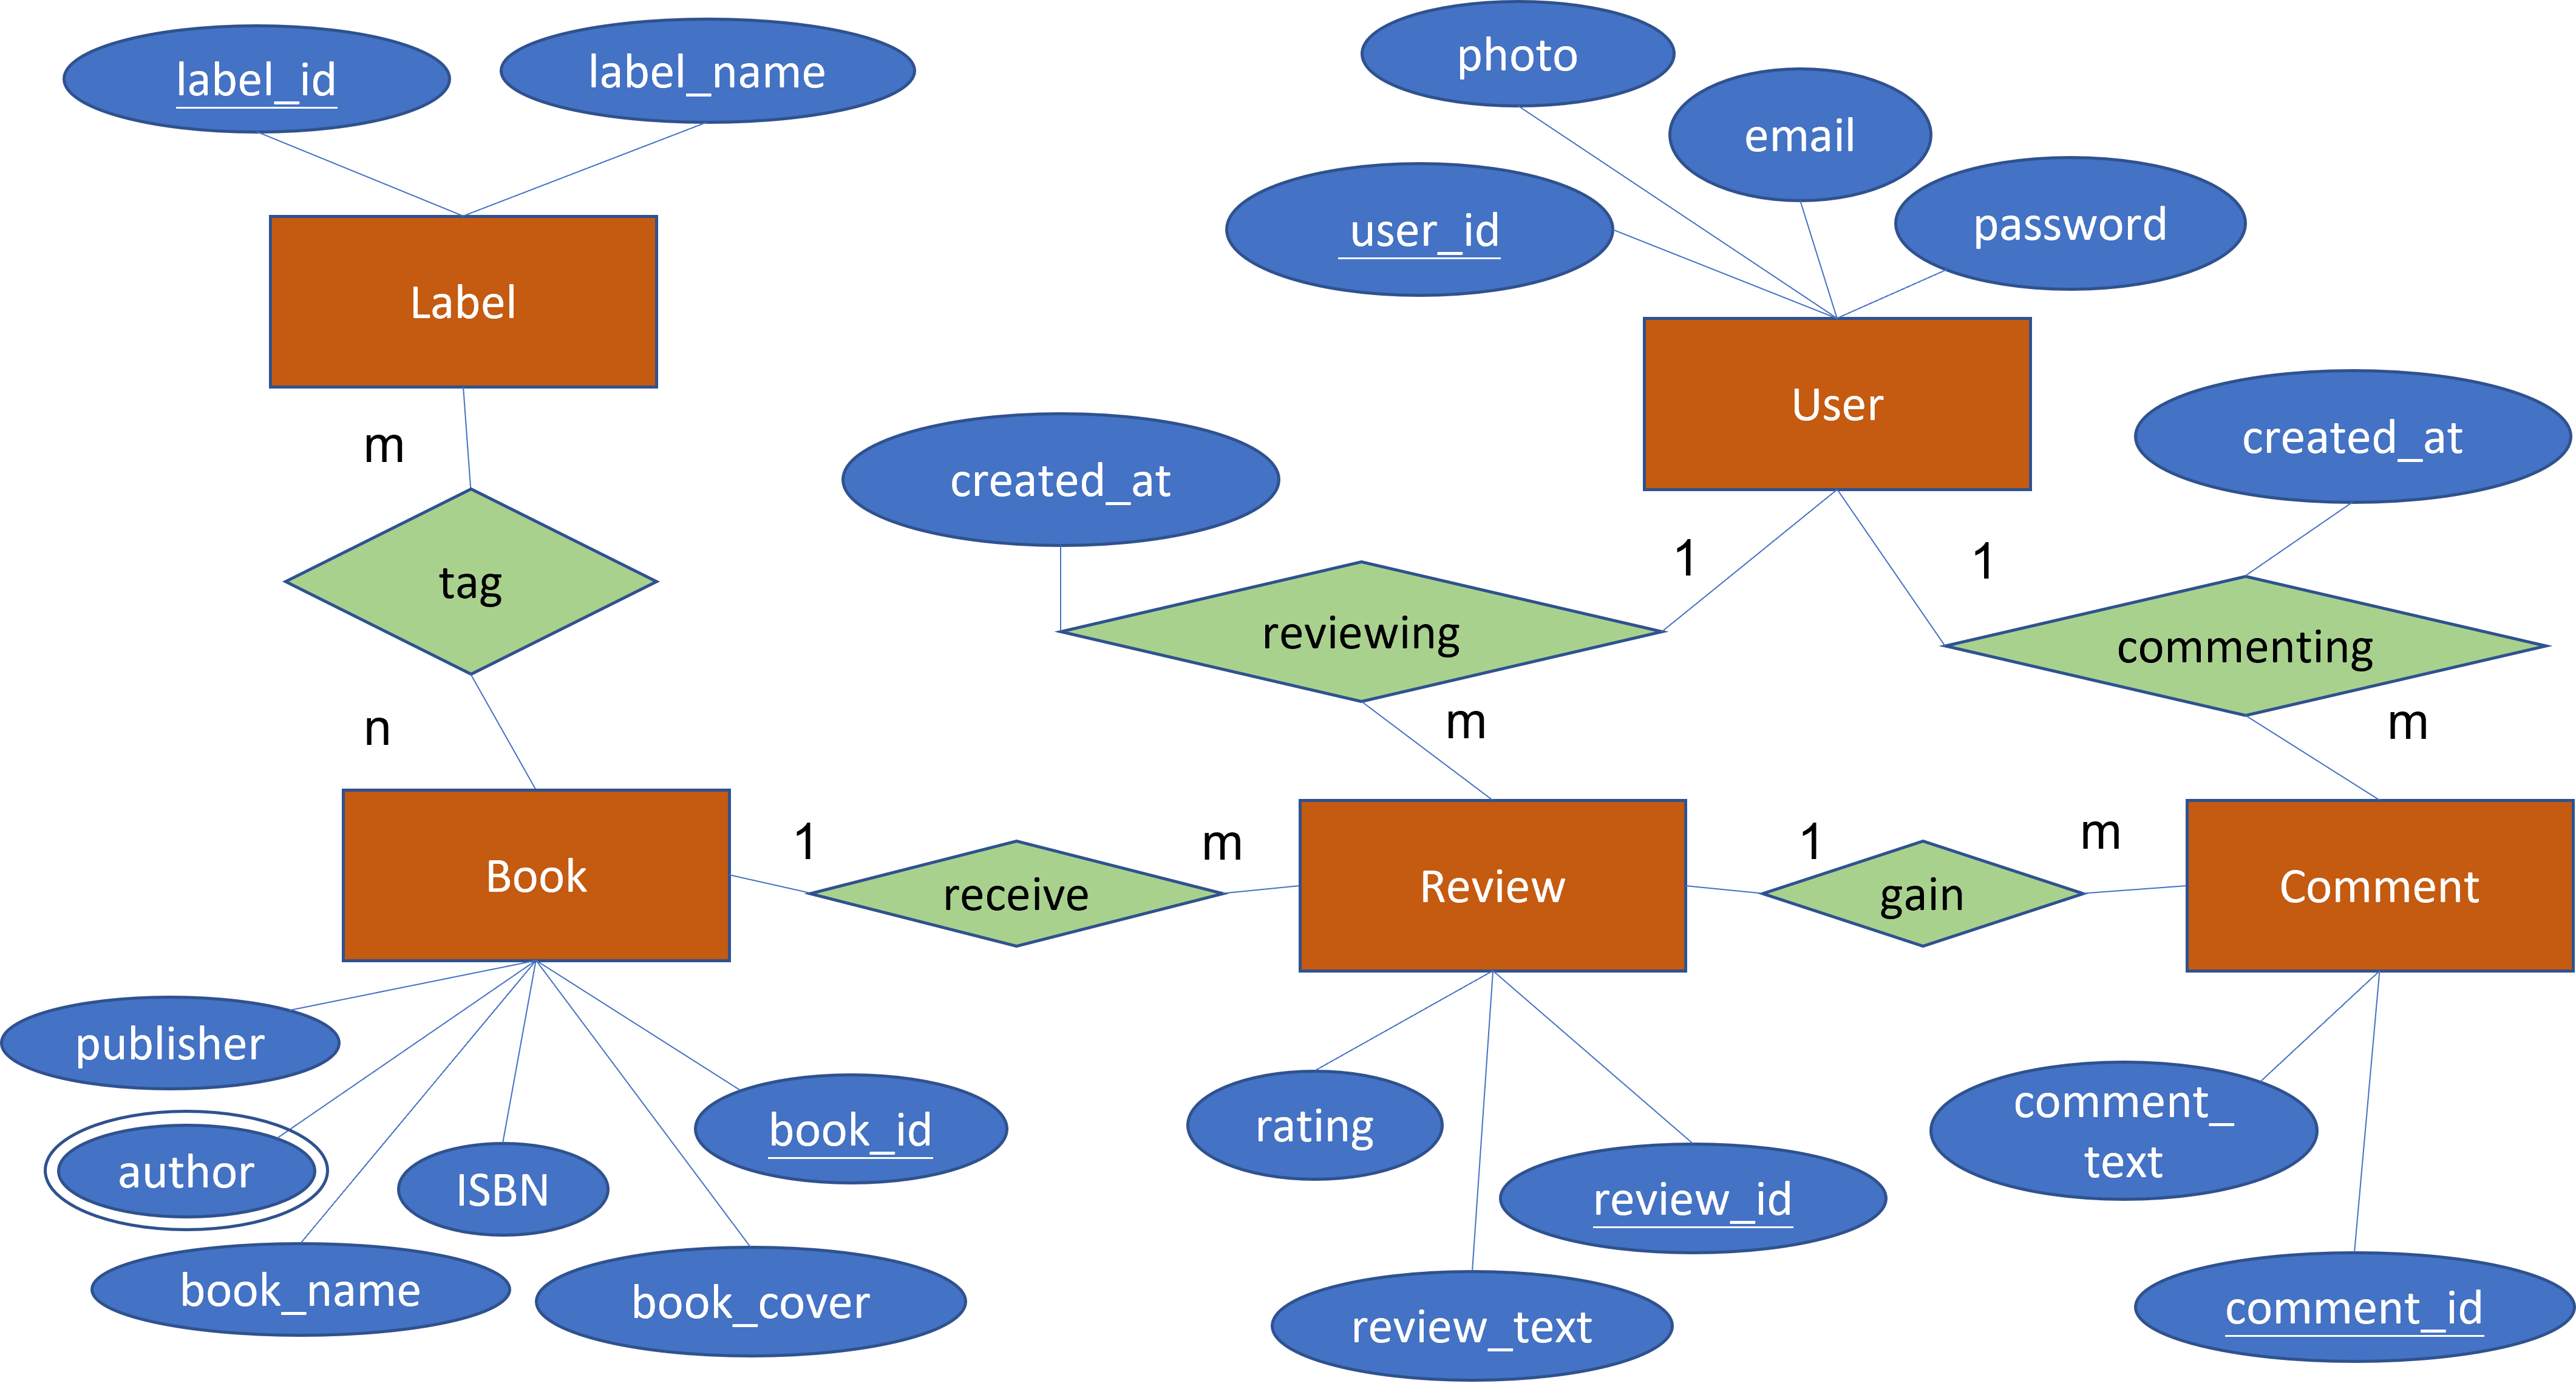 photo
label_id
label_name
email
user_id
password
Label
User
m
created_at
created_at
1
1
tag
reviewing
commenting
n
m
m
Book
1
receive
m
Review
1
gain
m
Comment
publisher
author
ISBN
book_id
book_name
book_cover
rating
review_id
review_text
comment_
text
comment_id